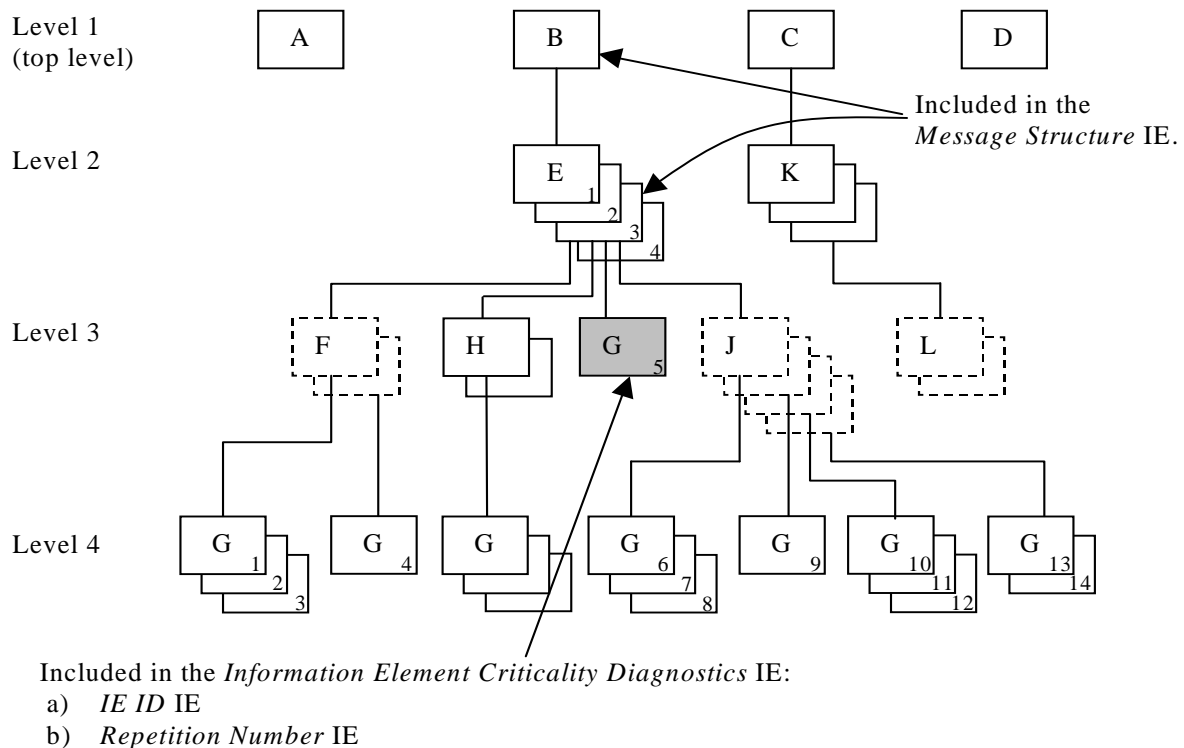 Level 1
(top level)
A
B
C
D
Included in the
Message Structure IE.
Level 2
E
1
2
3
4
K
Level 3
F
H
G
5
J
L
Level 4
G
1
2
3
G
4
G
G
6
7
8
G
9
G
10
11
12
G
13
14
Included in the Information Element Criticality Diagnostics IE:
a) IE ID IE
b) Repetition Number IE